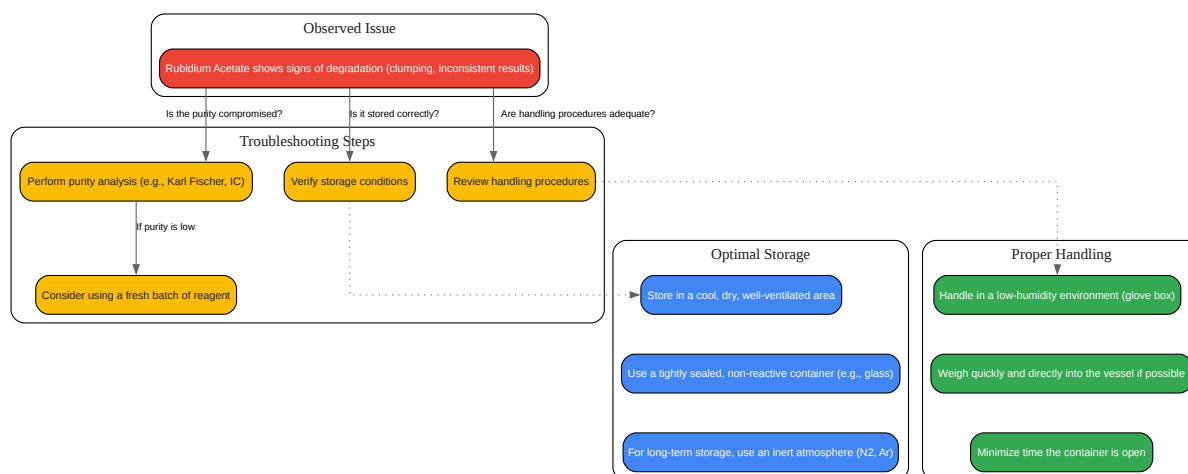 Observed Issue
Rubidium Acetate shows signs of degradation (clumping, inconsistent results)
Is the purity compromised?
Is it stored correctly?
Are handling procedures adequate?
Troubleshooting Steps
Perform purity analysis (e.g., Karl Fischer, IC)
Verify storage conditions
Review handling procedures
If purity is low
Consider using a fresh batch of reagent
Optimal Storage
Store in a cool, dry, well-ventilated area
Use a tightly sealed, non-reactive container (e.g., glass)
For long-term storage, use an inert atmosphere (N2, Ar)
Proper Handling
Handle in a low-humidity environment (glove box)
Weigh quickly and directly into the vessel if possible
Minimize time the container is open